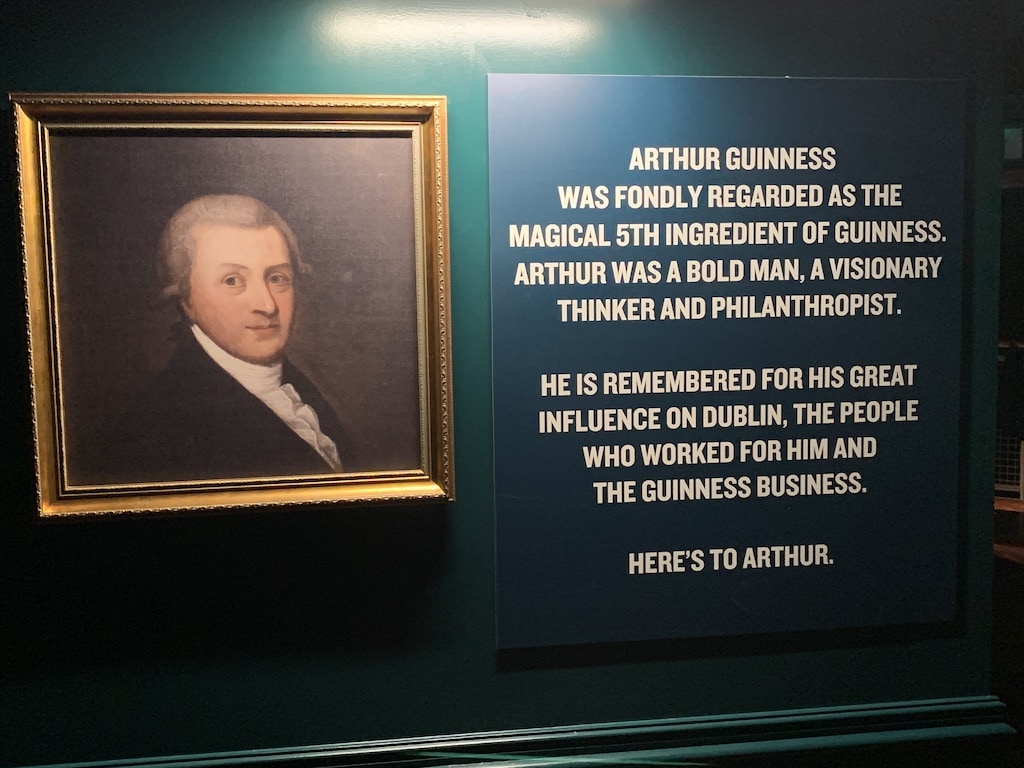 ARTHUR GUINNESS
WAS FONDLY REGARDED AS THE
MAGICAL 5TH INGREDIENT OF GUINNESS.
ARTHUR WAS A BOLD MAN, A VISIONARY
THINKER AND PHILANTHROPIST.
HE IS REMEMBERED FOR HIS GREAT
INFLUENCE ON DUBLIN, THE PEOPLE
WHO WORKED FOR HIM AND
THE GUINNESS BUSINESS.
HERE'S TO ARTHUR.